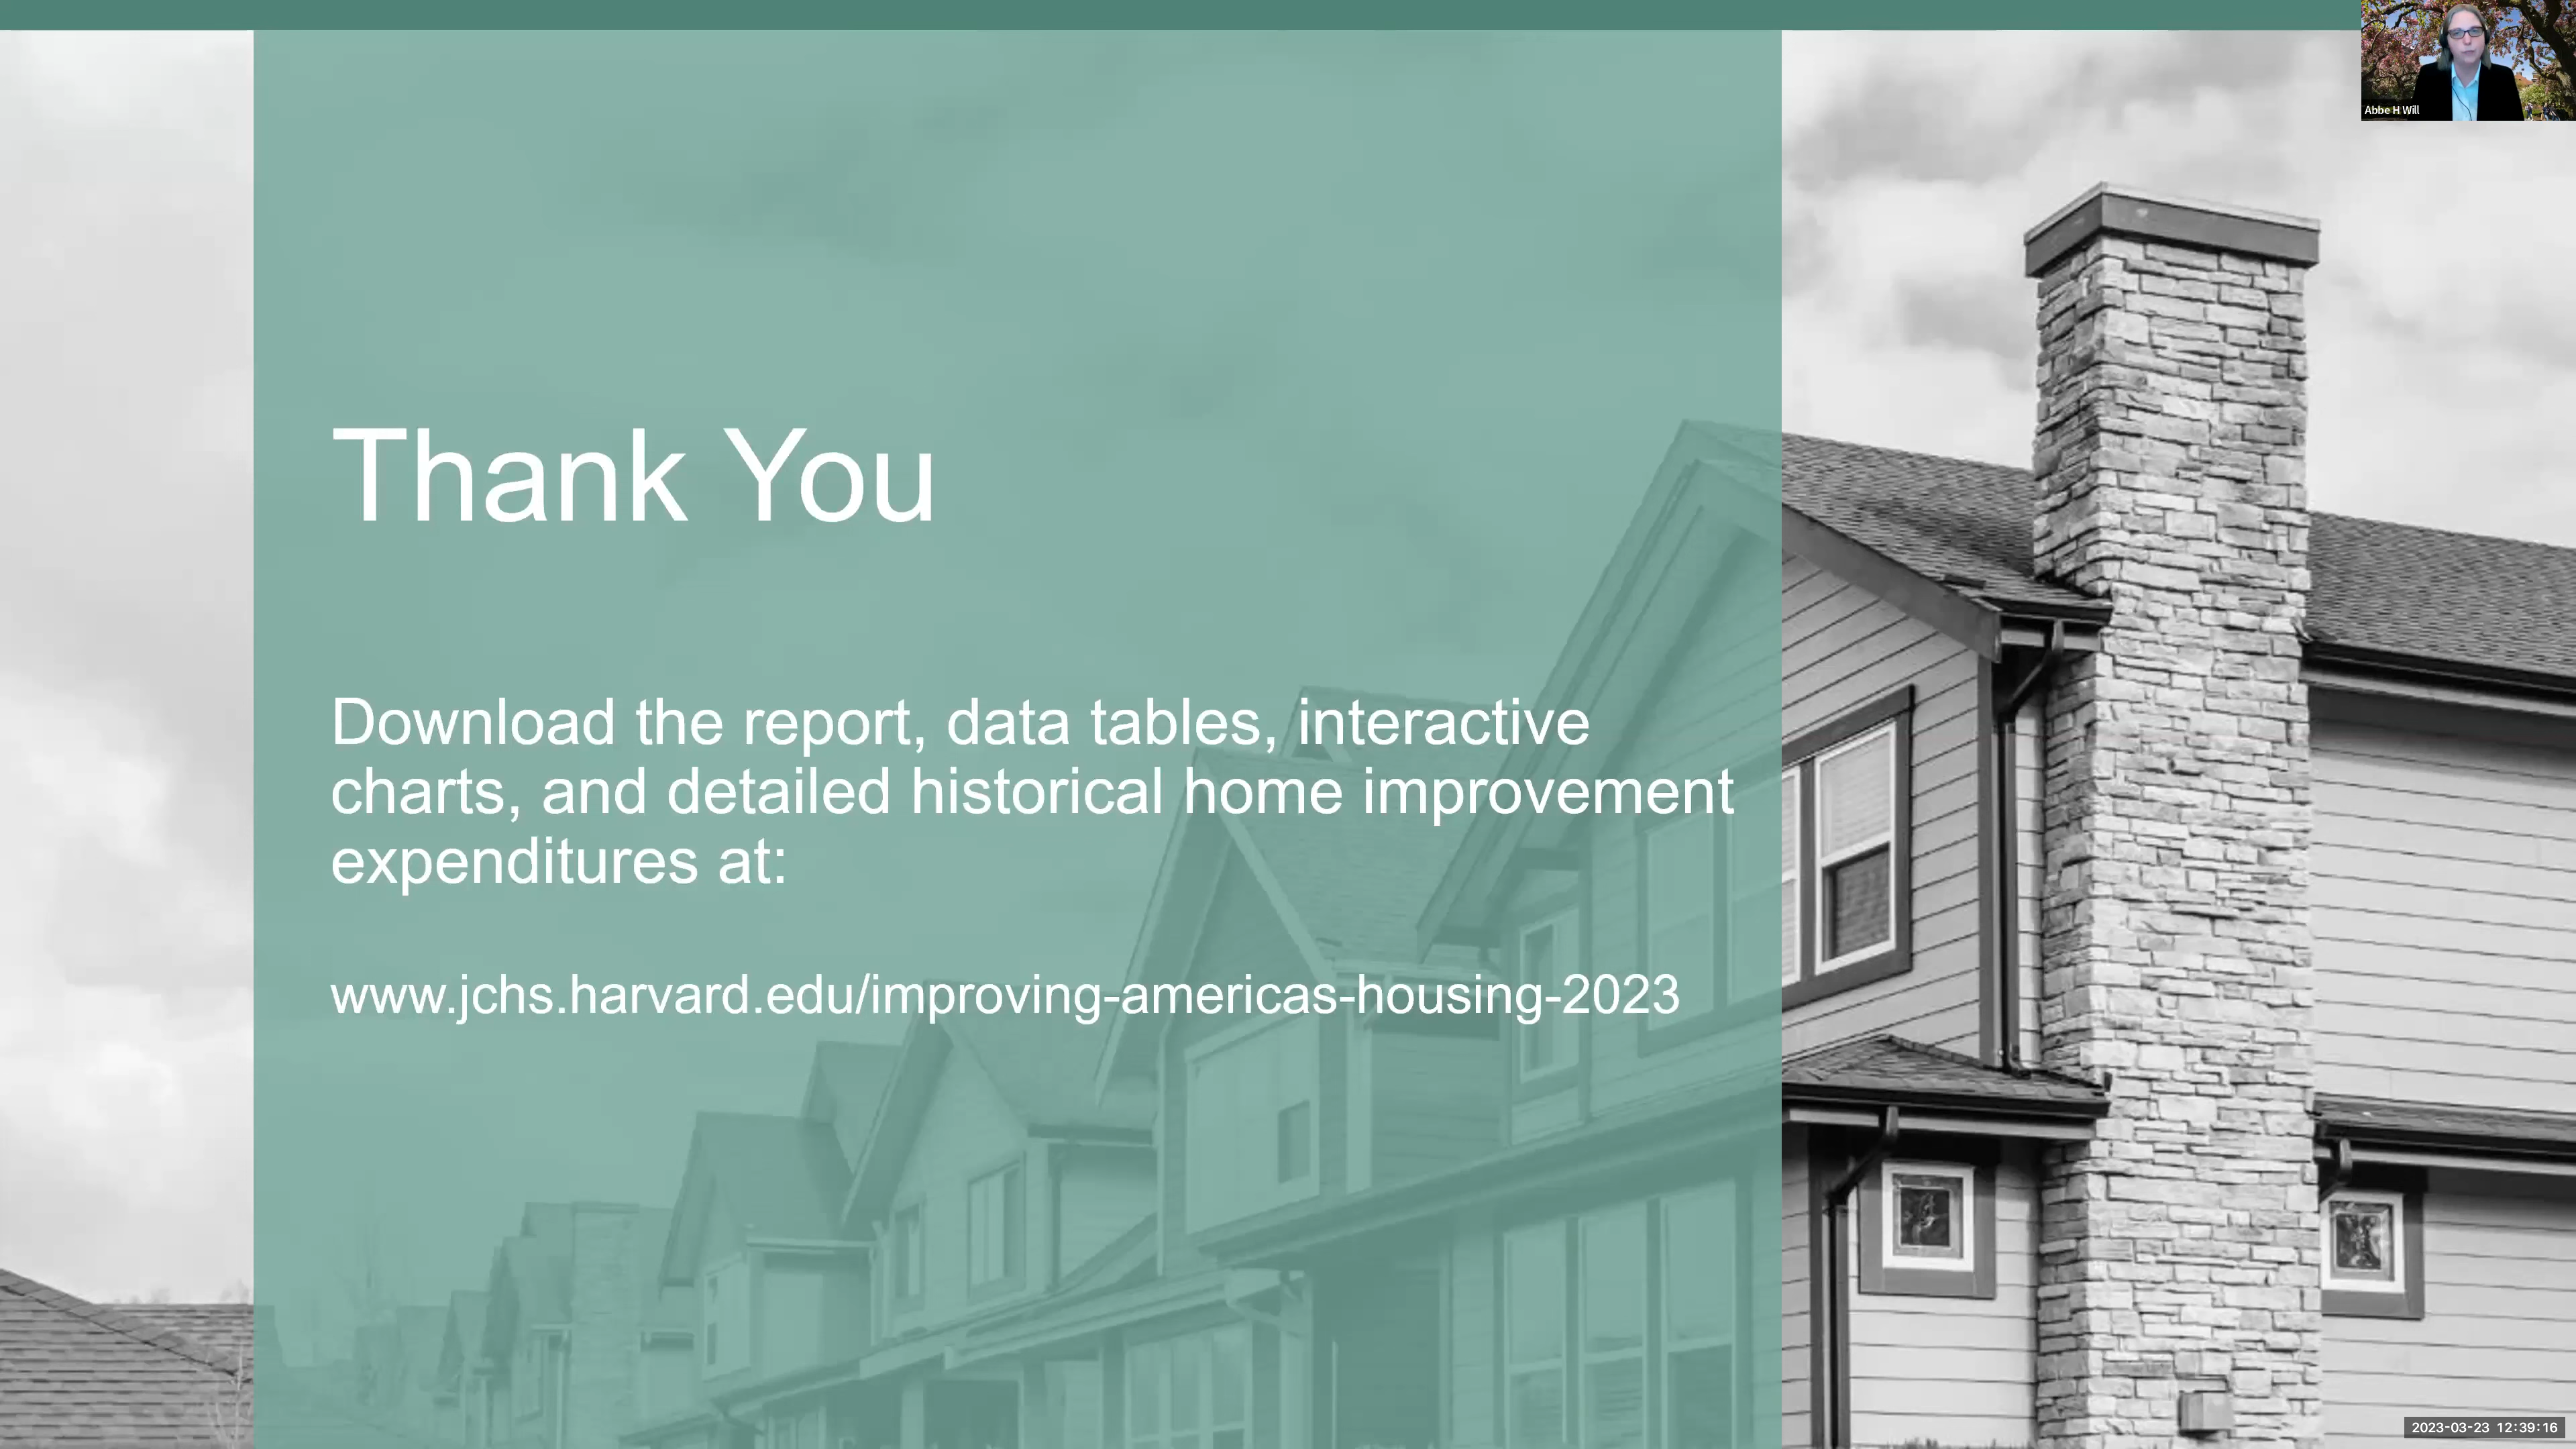 Abbe H Will
Thank You
Download the report, data tables, interactive
charts, and detailed historical home improvement
expenditures at:
www.jchs.harvard.edu/improving-americas-housing-2023
2023-03-23 12:39:16